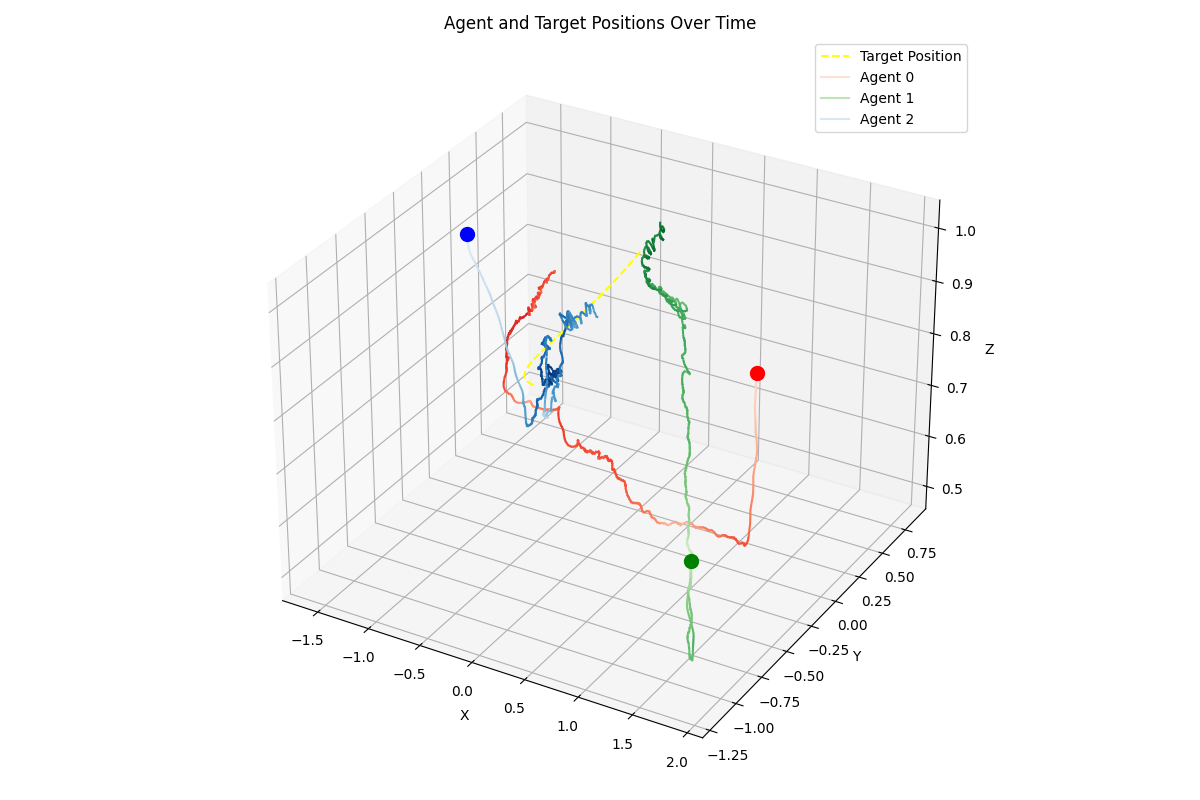 Agent and Target Positions Over Time
Target Position
Agent 0
Agent 1
Agent 2
1.0
0.9
0.8
Z
0.7
0.6
0.5
0.75
0.50
0.25
0.00
−0.25
Y
−0.50
−0.75
−1.00
−1.25
−1.5
−1.0
−0.5
0.0
X
0.5
1.0
1.5
2.0